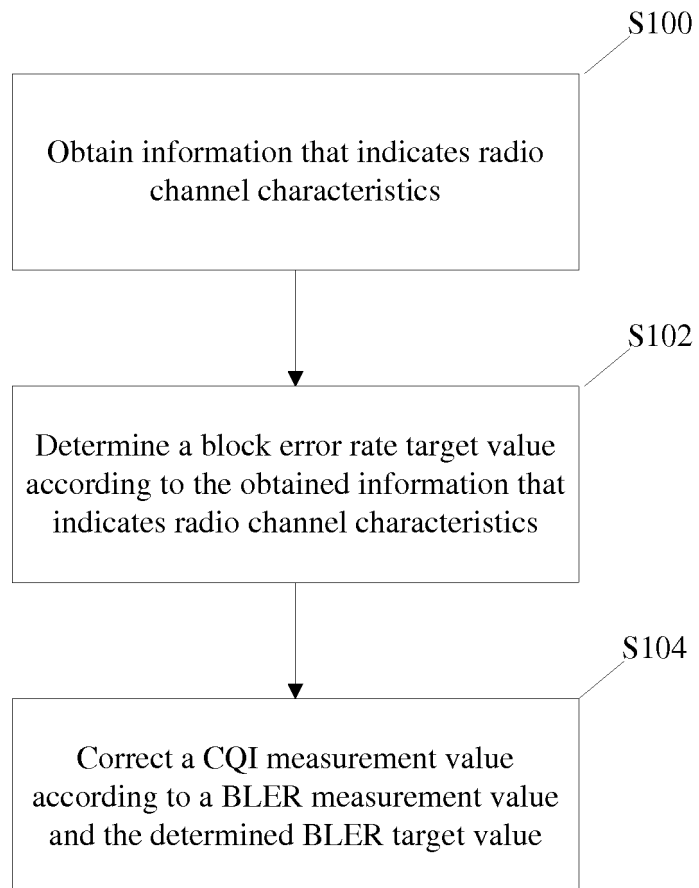 S100
Obtain information that indicates radio
channel characteristics
S102
Determine a block error rate target value
according to the obtained information that
indicates radio channel characteristics
S104
Correct a CQI measurement value
according to a BLER measurement value
and the determined BLER target value